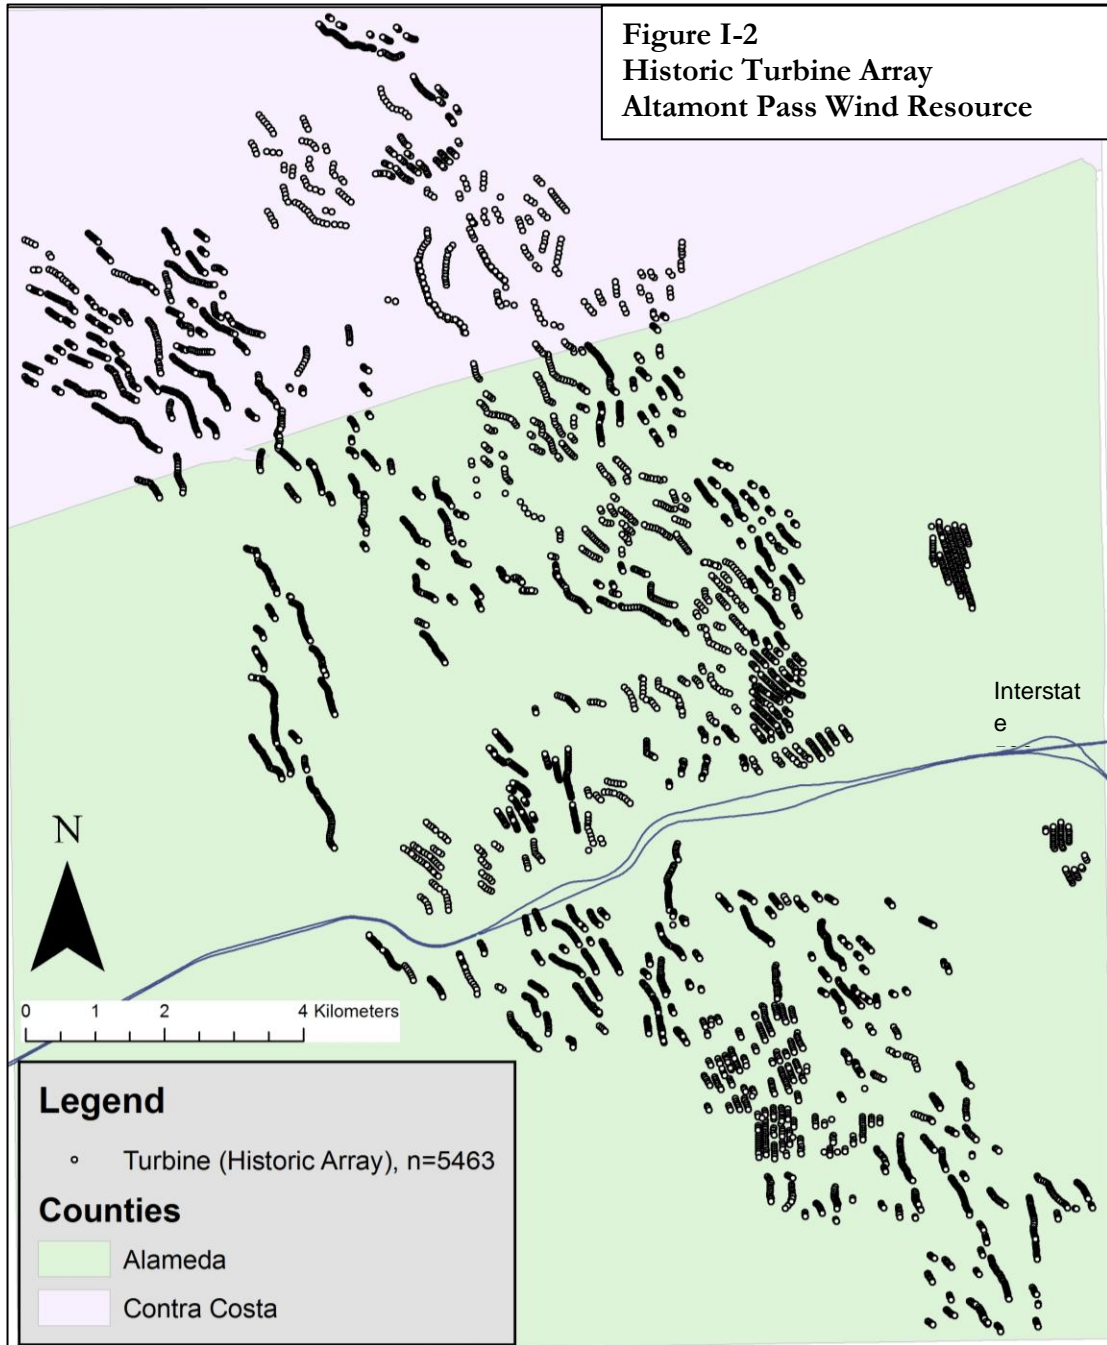 Figure I-2
Historic Turbine Array
Altamont Pass Wind Resource
Interstat
e
N
0 1 2 4 Kilometers
Legend
Turbine (Historic Array), n=5463
Counties
Alameda
Contra Costa